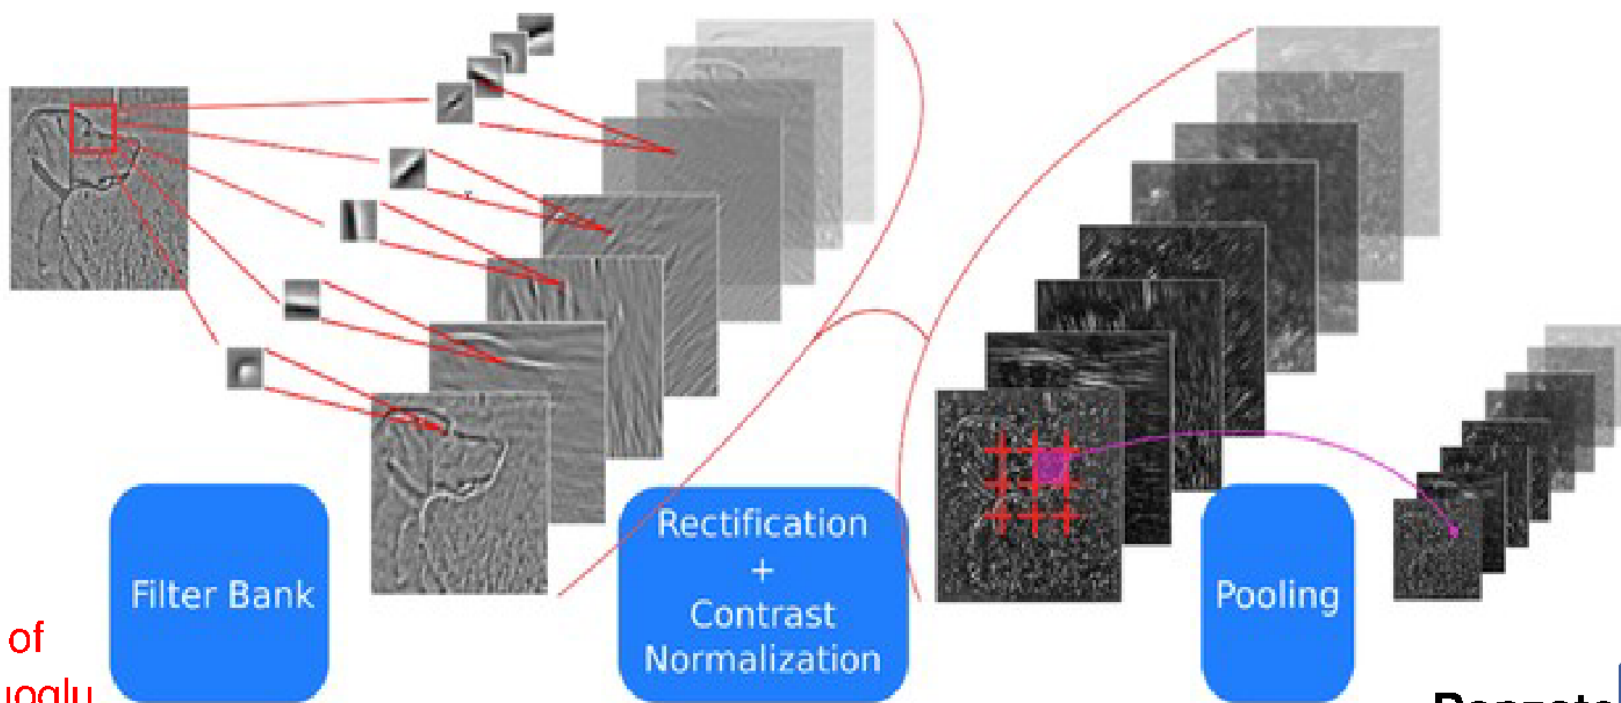 Filter Bank
Rectification
+
Contrast
Normalization
Pooling
of